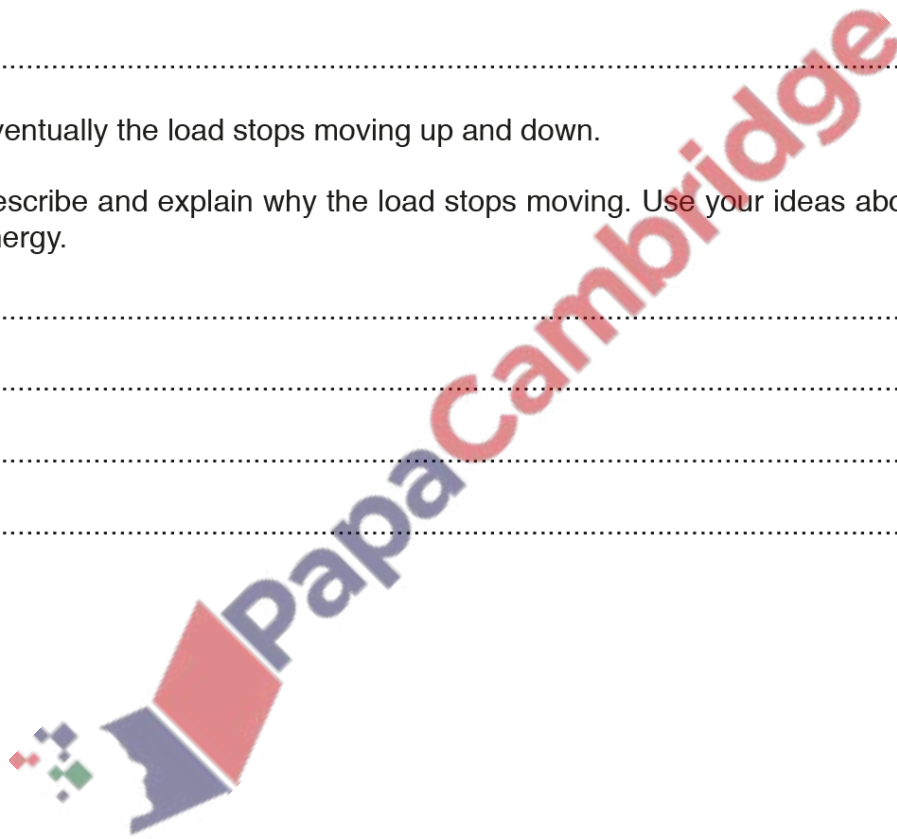 ventually the load stops moving up and down.
escribe and explain why the load stops moving. Use your ideas abo
nergy.
PapaCambridge